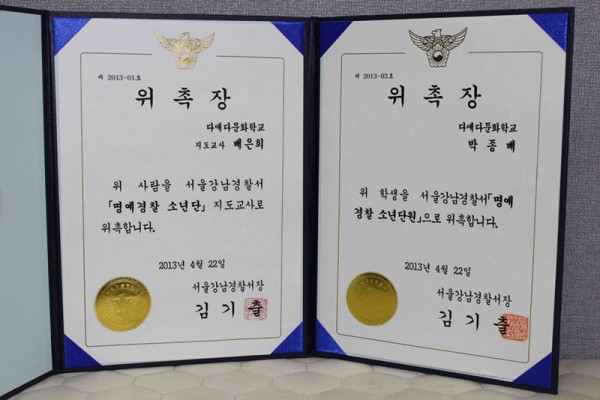 제 2013-01호
위 촉 장
다애다문화학교
지도교사 배은희
위 사람을 서울강남경찰서
「명예경찰 소년단」 지도교사로
위촉합니다.
2013년 4월 22일
서울강남경찰서장
김 기 출
제 2013-03호
위 촉 장
다애다문화학교
박 종 배
위 학생을 서울강남경찰서「명예
경찰 소년단원」으로 위촉합니다.
2013년 4월 22일
서울강남경찰서장
김 기 출